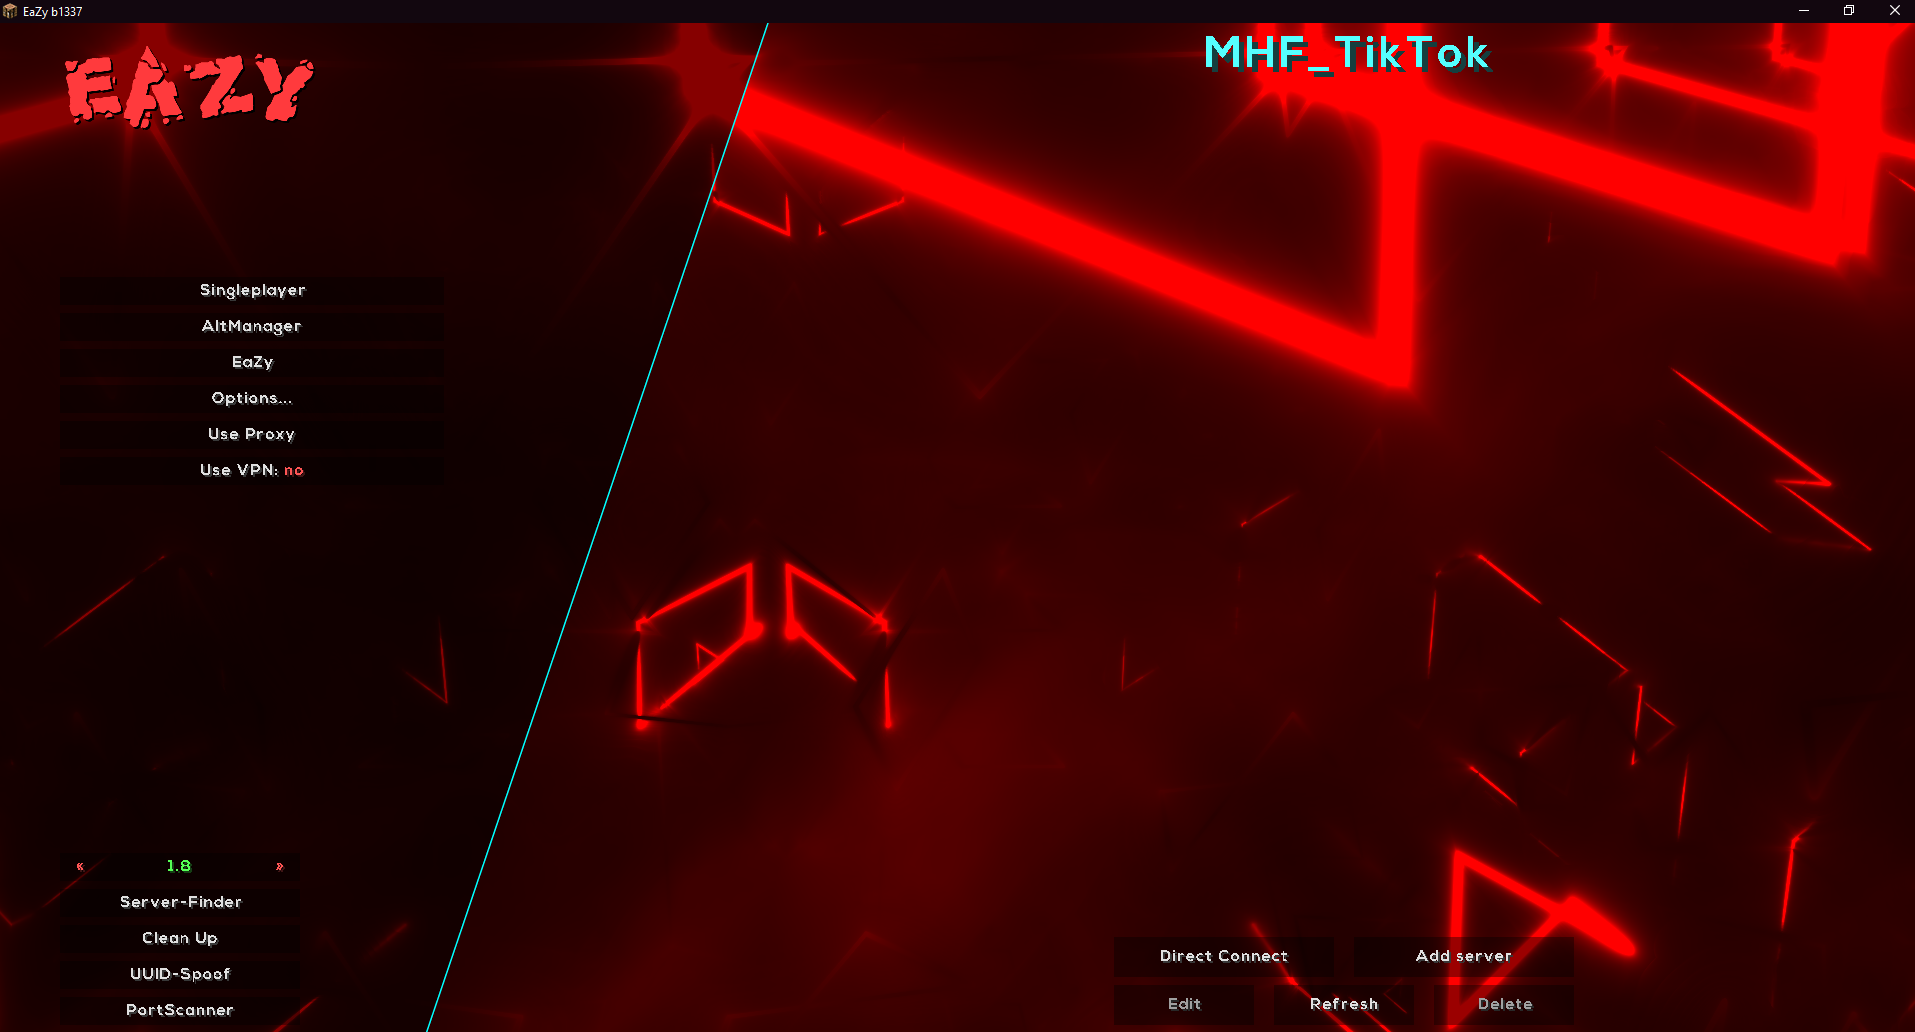 EaZy b1337
EAZY
MHF_TikTok
Singleplayer
AltManager
EaZy
Options...
Use Proxy
Use VPN: no
« 1.8 »
Server-Finder
Clean Up
UUID-Spoof
PortScanner
Direct Connect Add server
Edit Refresh Delete